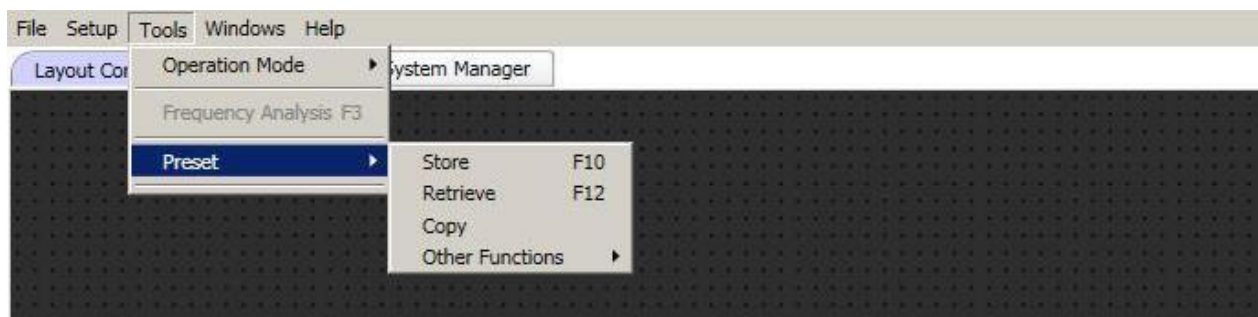 File Setup Tools Windows Help
Layout Cor
Operation Mode
System Manager
Frequency Analysis F3
Preset
Store F10
Retrieve F12
Copy
Other Functions